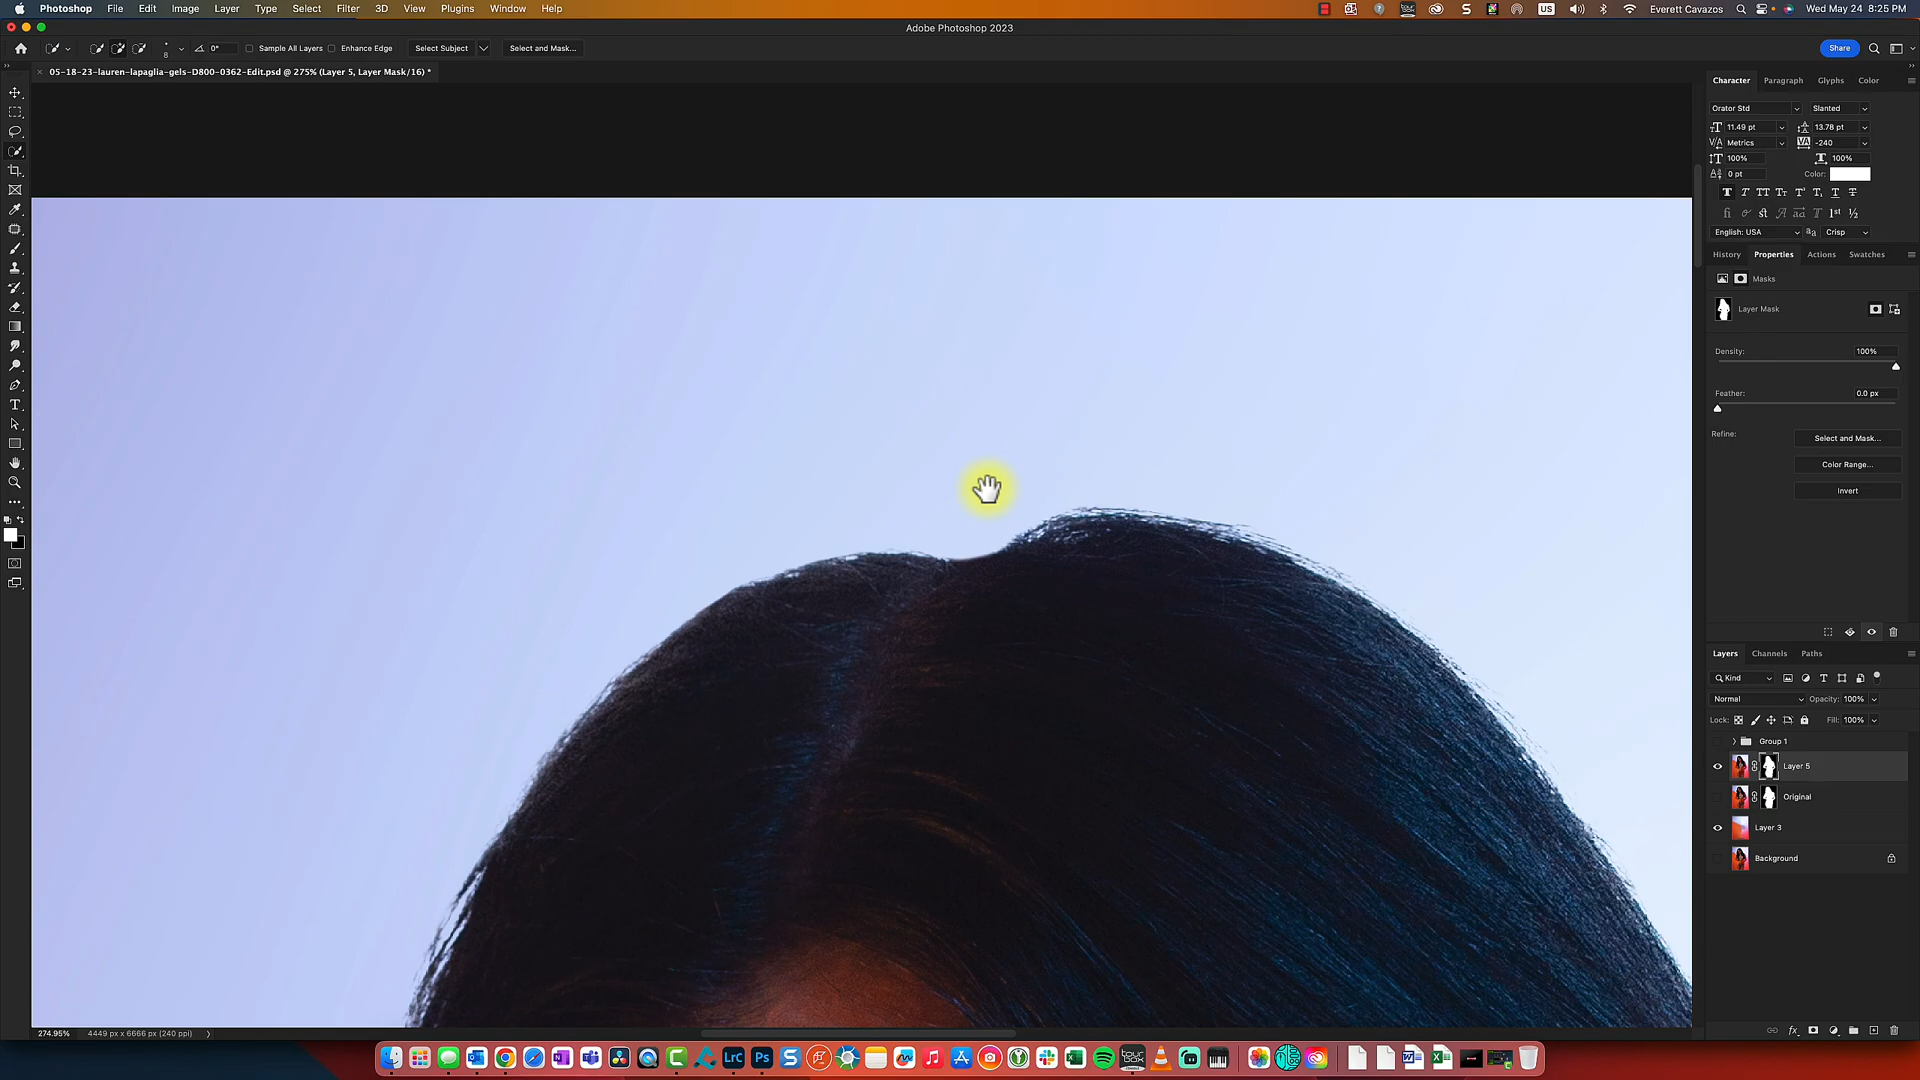 Photoshop File Edit Image Layer Type Select Filter 3D View Plugins Window Help US Everett Cavazos Wed May 24 8:25 PM
Adobe Photoshop 2023
8 0° Sample All Layers Enhance Edge Select Subject Select and Mask... Share
05-18-23-lauren-lapaglia-gels-D800-0362-Edit.psd @ 275% (Layer 5, Layer Mask/16) *
Character Paragraph Glyphs Color
Orator Std Slanted
11.49 pt 13.78 pt
Metrics -240
100% 100%
0 pt Color:
English: USA Crisp
History Properties Actions Swatches
Masks
Layer Mask
Density: 100%
Feather: 0.0 px
Refine: Select and Mask...
Color Range...
Invert
Layers Channels Paths
Kind
Normal Opacity: 100%
Lock: Fill: 100%
Group 1
Layer 5
Original
Layer 3
Background
274.95% 4449 px x 6666 px (240 ppi)
LrC Ps